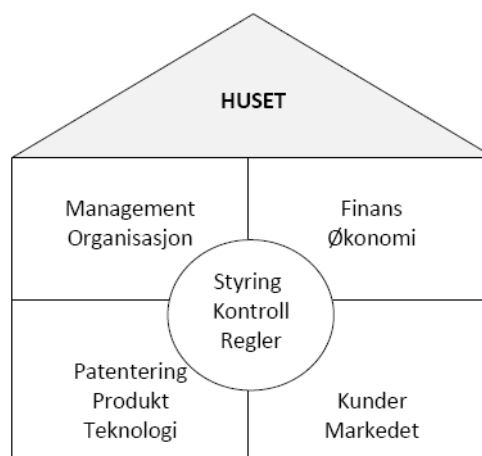 HUSET
Management
Organisasjon
Finans
Økonomi
Styring
Kontroll
Regler
Patentering
Produkt
Teknologi
Kunder
Markedet